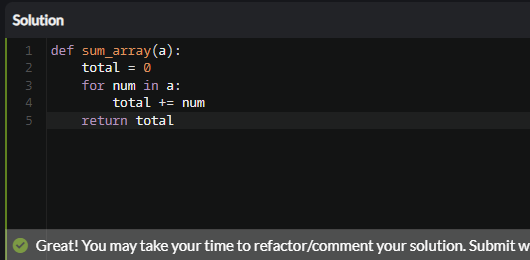 Solution
1 def sum_array(a):
2     total = 0
3     for num in a:
4         total += num
5     return total
Great! You may take your time to refactor/comment your solution. Submit w